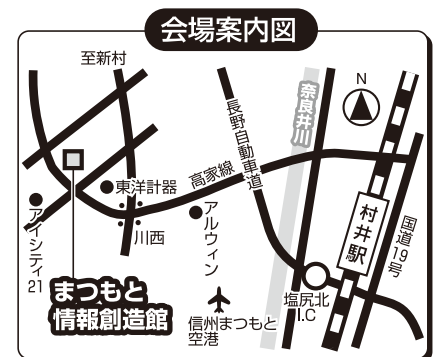 会場案内図
至新村
N
奈良井川
長野自動車道
高家線
東洋計器
アルウィン
川西
アイシティ
21
村井駅
国道19号
まつもと
情報創造館
信州まつもと
空港
塩尻北
I.C